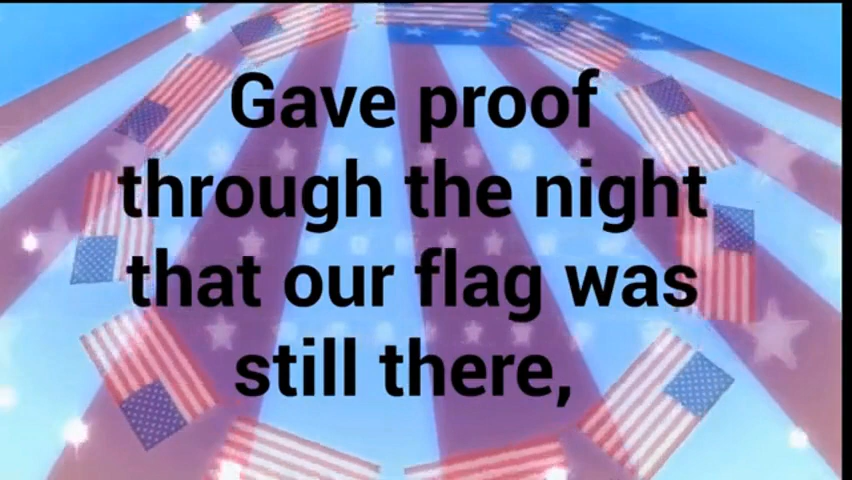 Gave proof
through the night
that our flag was
still there,